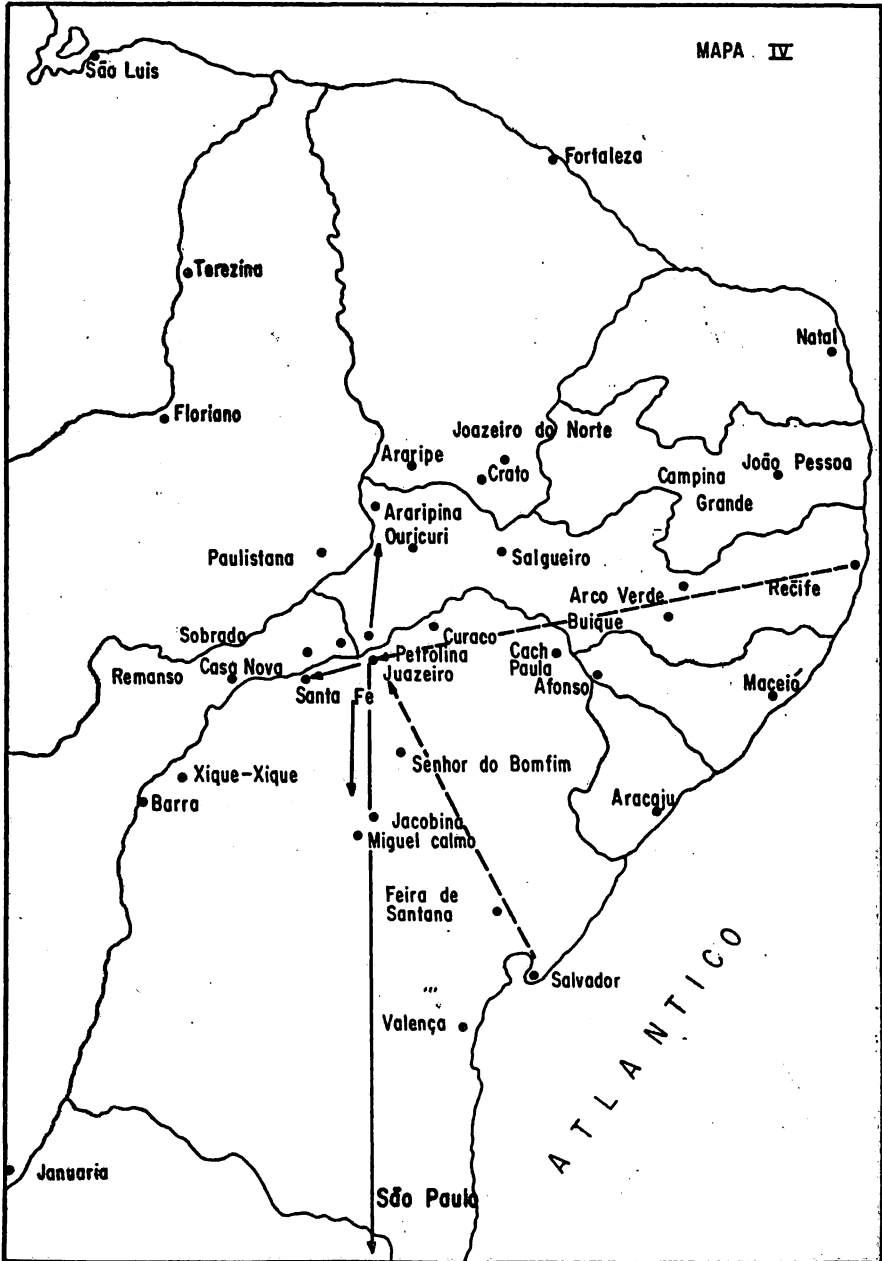 MAPA IV
São Luis
Fortaleza
Terezina
Natal
Floriano
Joazeiro do Norte
Araripe
Crato
Campina
Grande
João Pessoa
Araripina
Ouricuri
Paulistana
Salgueiro
Arco Verde
Recife
Buique
Sobrado
Curaco
Cach
Paula
Afonso
Petrolina
Juazeiro
Remanso
Casa Nova
Santa Fe
Maceió
Senhor do Bomfim
Xique-Xique
Barra
Aracaju
Jacobina
Miguel calmo
Feira de
Santana
Salvador
Valença
ATLANTICO
Januaria
São Paulo